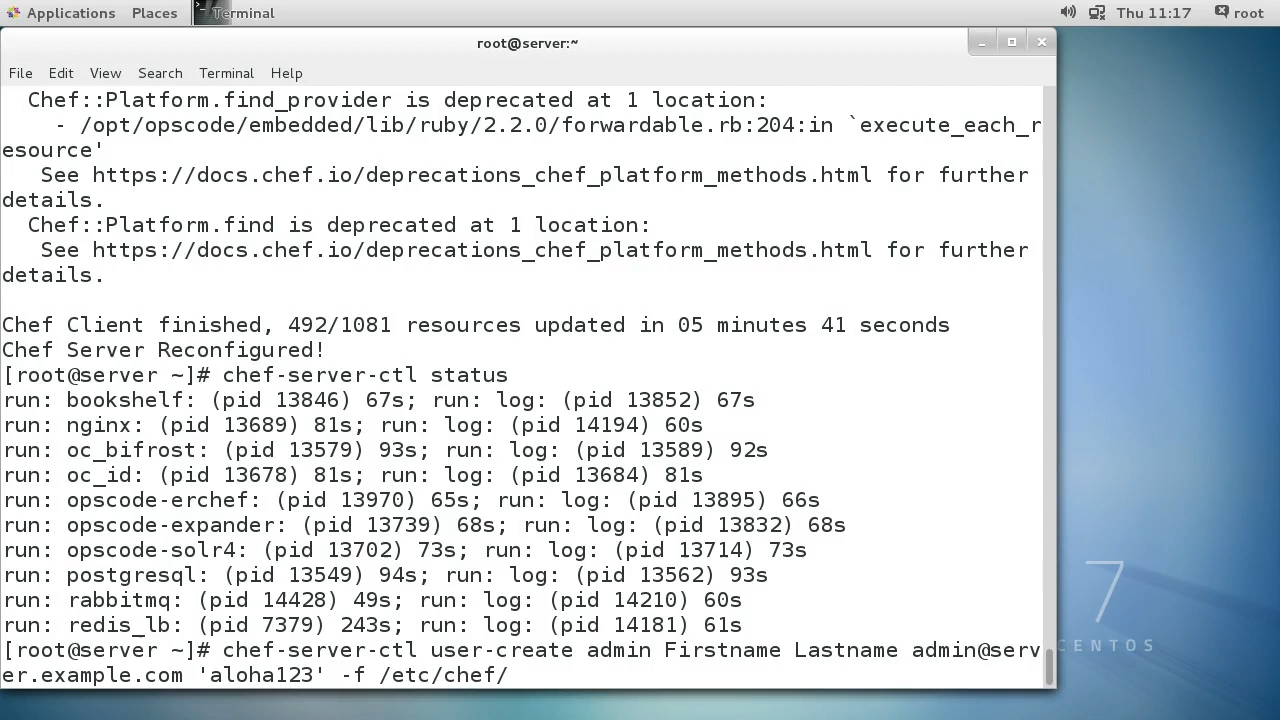 Applications Places Terminal Thu 11:17 root
root@server:~
File Edit View Search Terminal Help
Chef::Platform.find_provider is deprecated at 1 location:
- /opt/opscode/embedded/lib/ruby/2.2.0/forwardable.rb:204:in `execute_each_r
esource'
See https://docs.chef.io/deprecations_chef_platform_methods.html for further
details.
Chef::Platform.find is deprecated at 1 location:
See https://docs.chef.io/deprecations_chef_platform_methods.html for further
details.
Chef Client finished, 492/1081 resources updated in 05 minutes 41 seconds
Chef Server Reconfigured!
[root@server ~]# chef-server-ctl status
run: bookshelf: (pid 13846) 67s; run: log: (pid 13852) 67s
run: nginx: (pid 13689) 81s; run: log: (pid 14194) 60s
run: oc_bifrost: (pid 13579) 93s; run: log: (pid 13589) 92s
run: oc_id: (pid 13678) 81s; run: log: (pid 13684) 81s
run: opscode-erchef: (pid 13970) 65s; run: log: (pid 13895) 66s
run: opscode-expander: (pid 13739) 68s; run: log: (pid 13832) 68s
run: opscode-solr4: (pid 13702) 73s; run: log: (pid 13714) 73s
run: postgresql: (pid 13549) 94s; run: log: (pid 13562) 93s
run: rabbitmq: (pid 14428) 49s; run: log: (pid 14210) 60s
run: redis_lb: (pid 7379) 243s; run: log: (pid 14181) 61s
[root@server ~]# chef-server-ctl user-create admin Firstname Lastname admin@serv
er.example.com 'aloha123' -f /etc/chef/
7
CENTOS